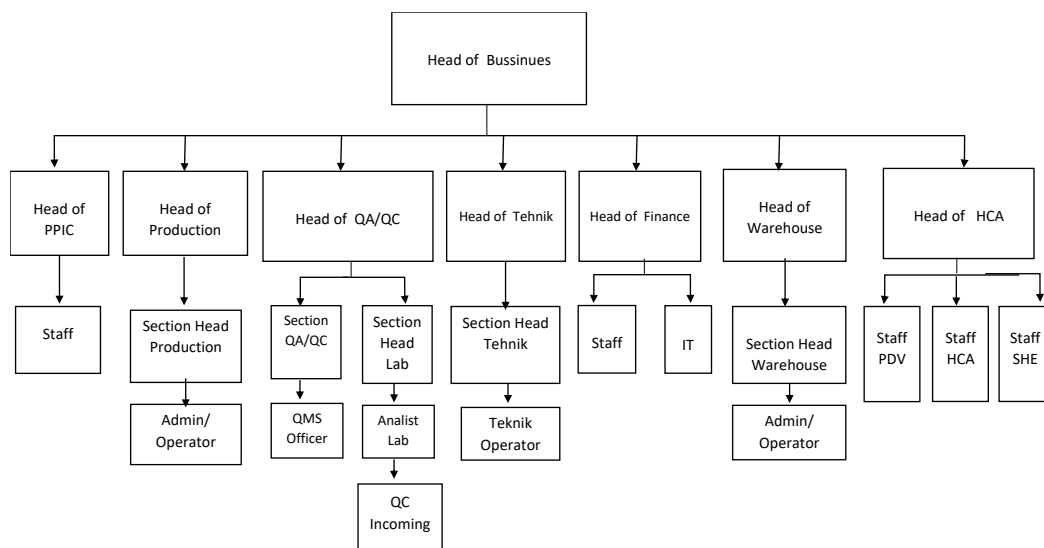 Head of Bussinues
Head of
PPIC
Head of
Production
Head of QA/QC
Head of Tehnik
Head of Finance
Head of
Warehouse
Head of HCA
Staff
Section Head
Production
Section
QA/QC
Section
Head
Lab
Section Head
Tehnik
Staff
IT
Section Head
Warehouse
Staff
PDV
Staff
HCA
Staff
SHE
Admin/
Operator
QMS
Officer
Analist
Lab
Teknik
Operator
Admin/
Operator
QC
Incoming